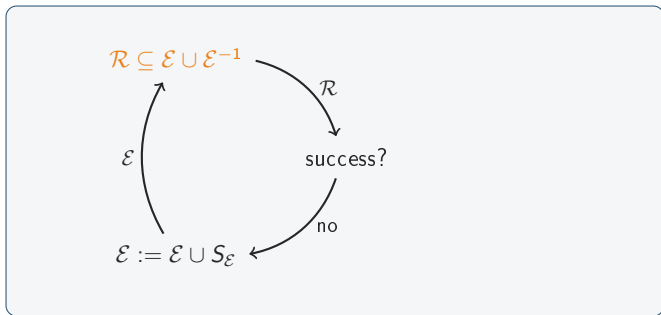 ℛ ⊆ ℰ ∪ ℰ⁻¹
ℛ
success?
ℰ
no
ℰ := ℰ ∪ S_ℰ